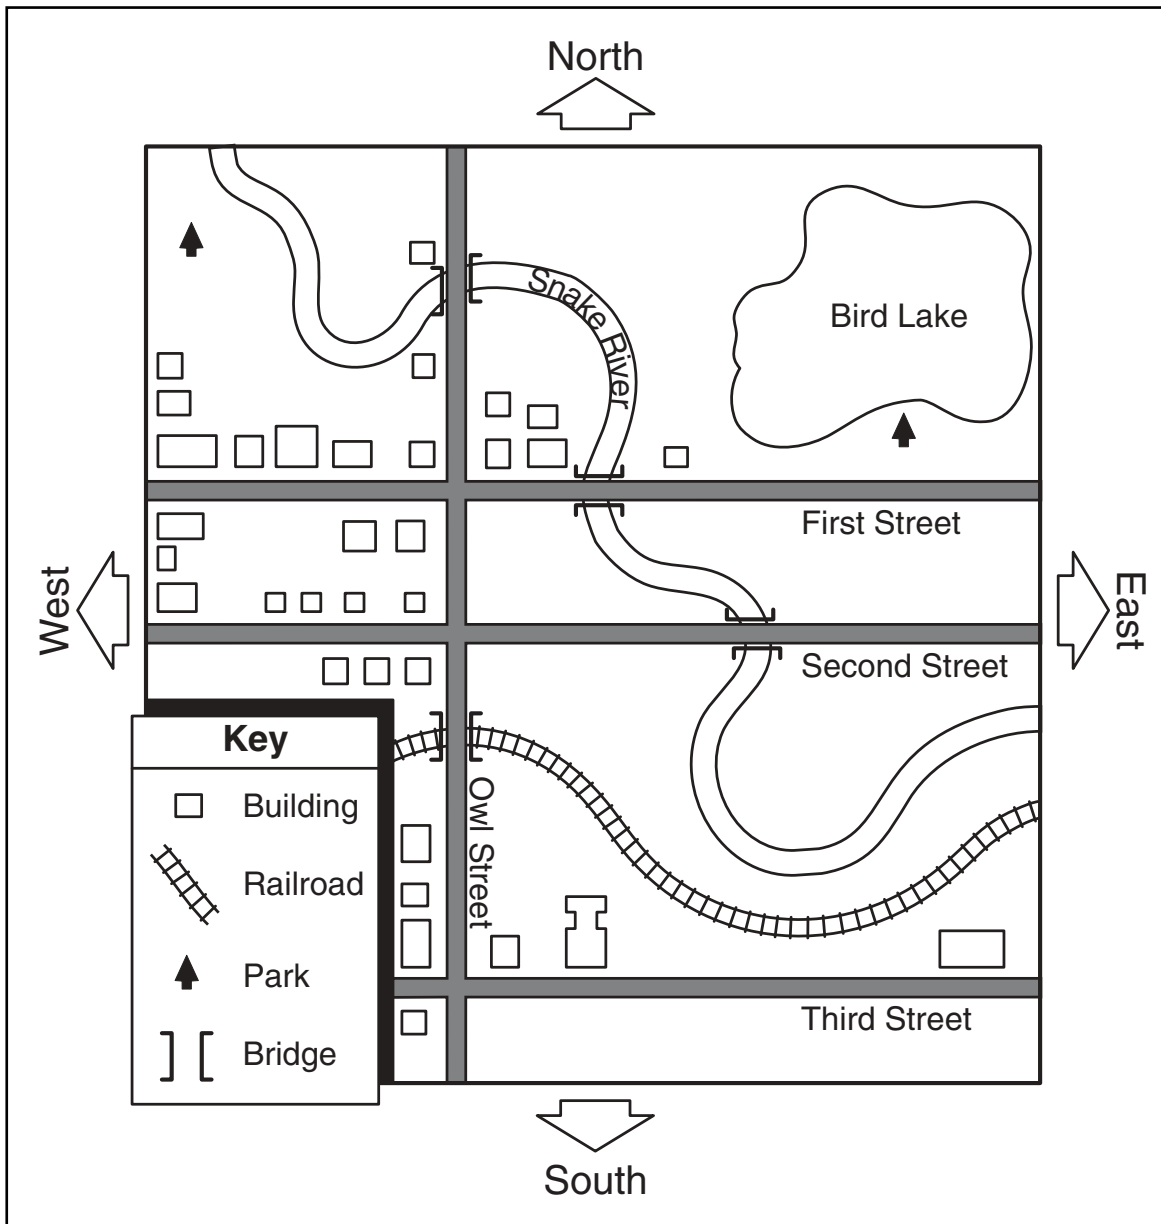 North
Snake River
Bird Lake
First Street
West
East
Second Street
Key
Building
Railroad
Park
Bridge
Owl Street
Third Street
South